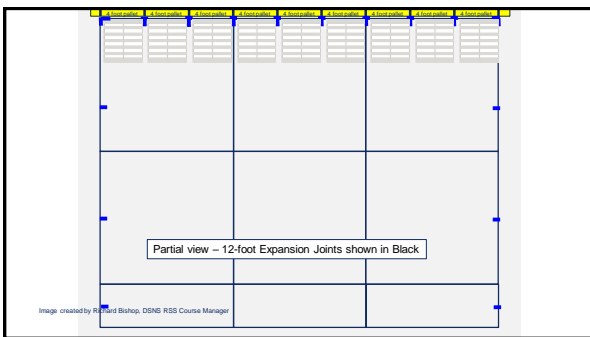 4 foot pallet 4 foot pallet 4 foot pallet 4 foot pallet 4 foot pallet 4 foot pallet 4 foot pallet 4 foot pallet 4 foot pallet
Partial view – 12-foot Expansion Joints shown in Black
Image created by Richard Bishop, DSNS RSS Course Manager